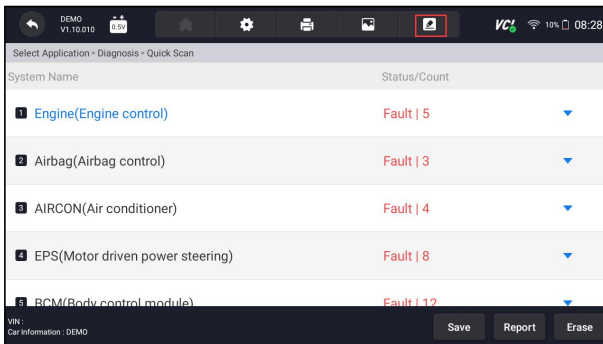 DEMO
V1.10.010
0.5V
VCI
10%
08:28
Select Application > Diagnosis > Quick Scan
System Name Status/Count
1 Engine(Engine control) Fault | 5
2 Airbag(Airbag control) Fault | 3
3 AIRCON(Air conditioner) Fault | 4
4 EPS(Motor driven power steering) Fault | 8
5 BCM(Body control module) Fault | 12
VIN :
Car Information : DEMO
Save Report Erase